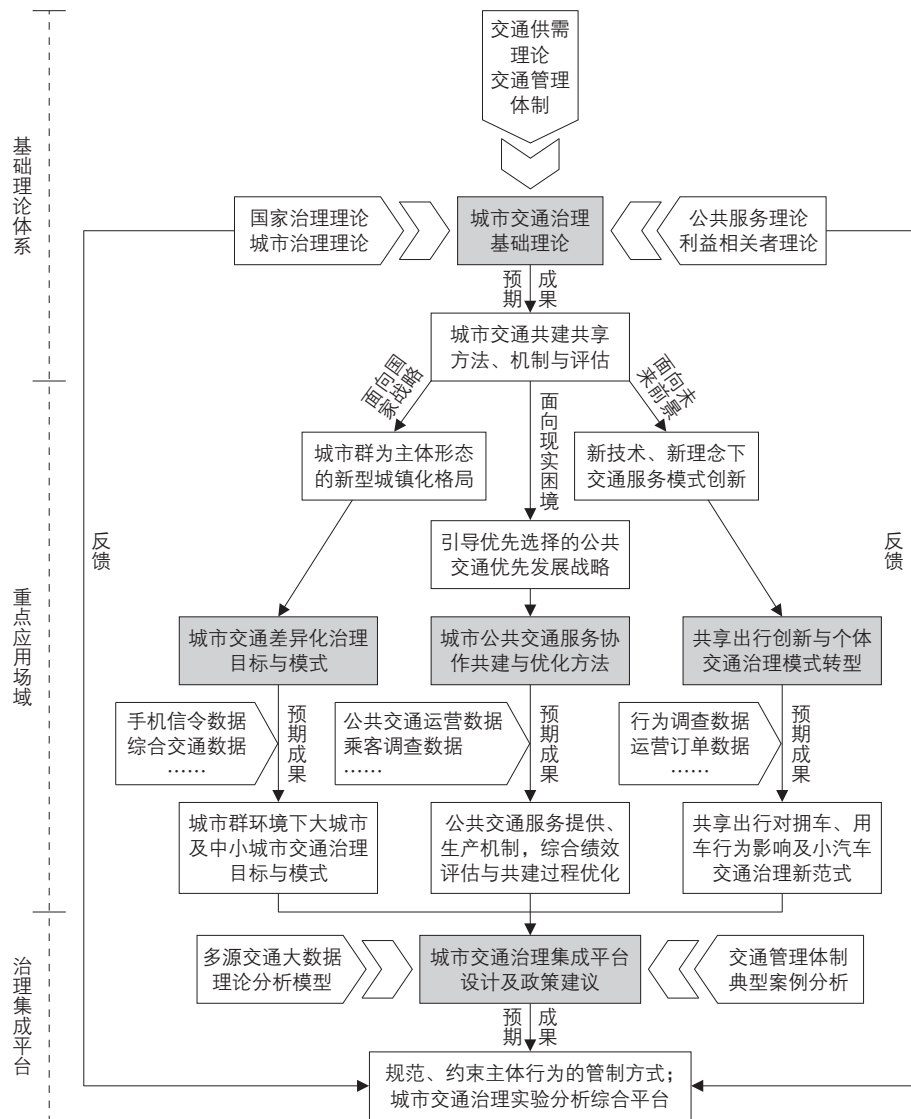 交通供需
理论
交通管理
体制
基础理论体系
国家治理理论
城市治理理论
城市交通治理
基础理论
公共服务理论
利益相关者理论
预期
成果
城市交通共建共享
方法、机制与评估
面向国
家战略
面向现实困境
面向未
来前景
城市群为主体形态
的新型城镇化格局
新技术、新理念下
交通服务模式创新
反馈
引导优先选择的公共
交通优先发展战略
反馈
重点应用场域
城市交通差异化治理
目标与模式
城市公共交通服务协
作共建与优化方法
共享出行创新与个体
交通治理模式转型
手机信令数据
综合交通数据
……
预期成果
公共交通运营数据
乘客调查数据
……
预期成果
行为调查数据
运营订单数据
……
预期成果
城市群环境下大城市
及中小城市交通治理
目标与模式
公共交通服务提供、
生产机制，综合绩效
评估与共建过程优化
共享出行对拥车、用
车行为影响及小汽车
交通治理新范式
治理集成平台
多源交通大数据
理论分析模型
城市交通治理集成平台
设计及政策建议
交通管理体制
典型案例分析
预期
成果
规范、约束主体行为的管制方式；
城市交通治理实验分析综合平台